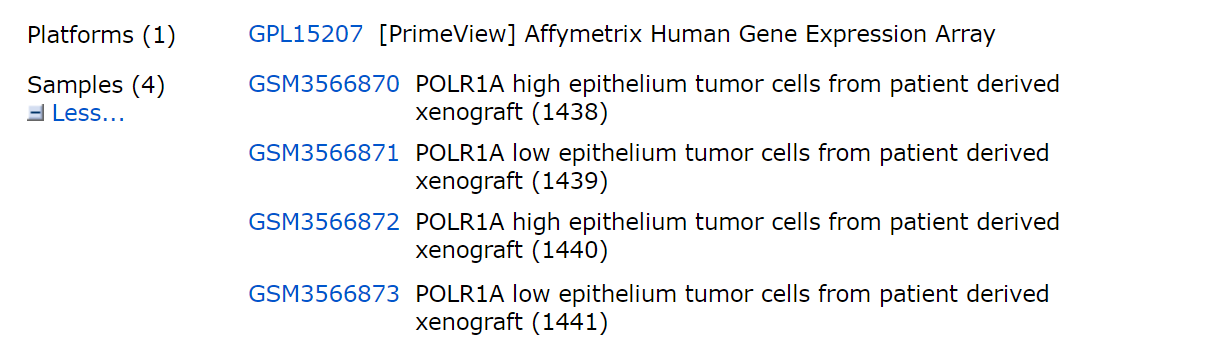 Platforms (1) GPL15207 [PrimeView] Affymetrix Human Gene Expression Array
Samples (4) GSM3566870 POLR1A high epithelium tumor cells from patient derived
Less... xenograft (1438)
GSM3566871 POLR1A low epithelium tumor cells from patient derived
xenograft (1439)
GSM3566872 POLR1A high epithelium tumor cells from patient derived
xenograft (1440)
GSM3566873 POLR1A low epithelium tumor cells from patient derived
xenograft (1441)